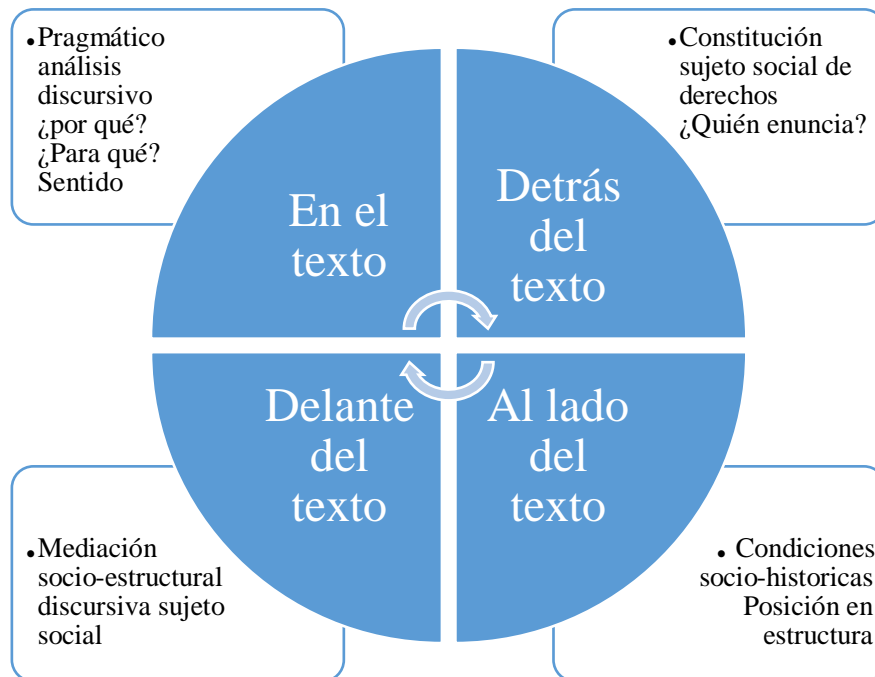 •Pragmático
análisis
discursivo
¿por qué?
¿Para qué?
Sentido
•Constitución
sujeto social de
derechos
¿Quién enuncia?
En el
texto
Detrás
del
texto
Delante
del
texto
Al lado
del
texto
•Mediación
socio-estructural
discursiva sujeto
social
• Condiciones
socio-historicas
Posición en
estructura